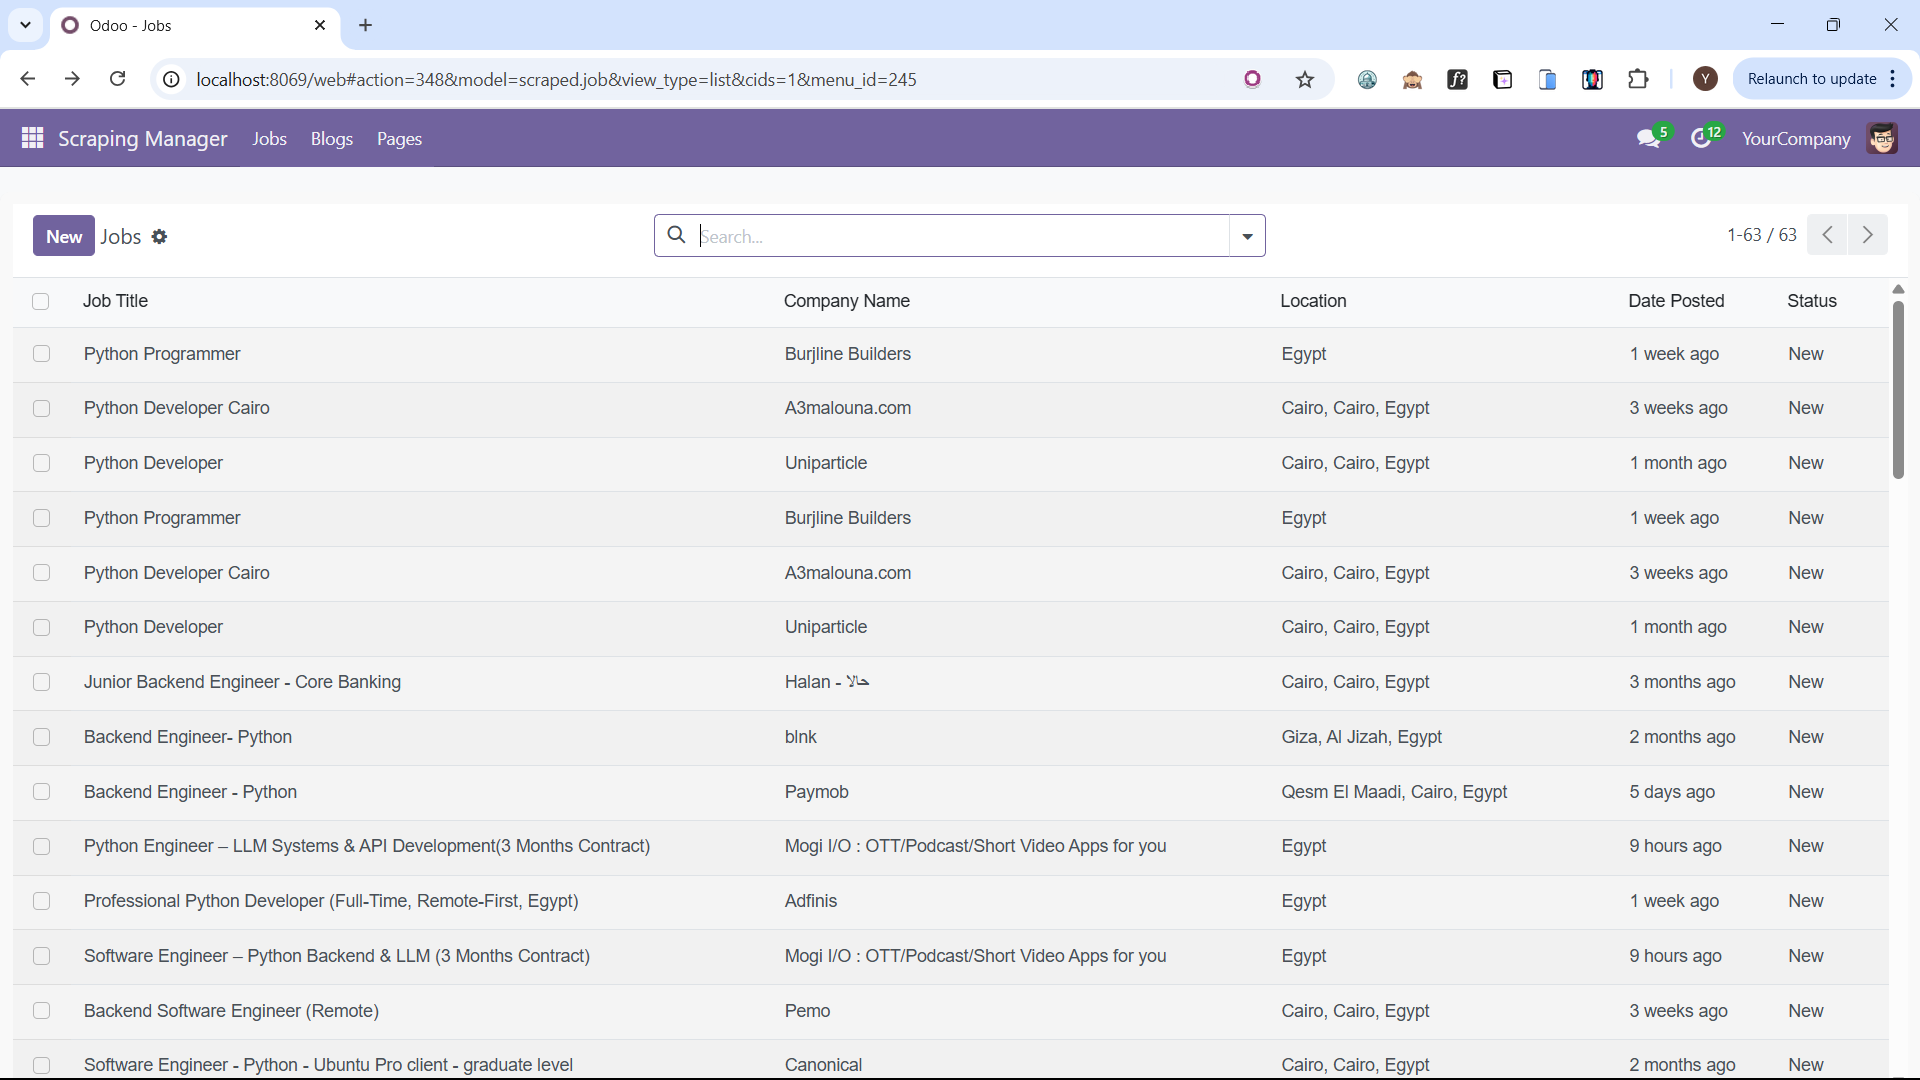 Odoo - Jobs
localhost:8069/web#action=348&model=scraped.job&view_type=list&cids=1&menu_id=245
f?
Y
Relaunch to update
Scraping Manager Jobs Blogs Pages
5 12 YourCompany
New Jobs Search... 1-63 / 63
Job Title Company Name Location Date Posted Status
Python Programmer Burjline Builders Egypt 1 week ago New
Python Developer Cairo A3malouna.com Cairo, Cairo, Egypt 3 weeks ago New
Python Developer Uniparticle Cairo, Cairo, Egypt 1 month ago New
Python Programmer Burjline Builders Egypt 1 week ago New
Python Developer Cairo A3malouna.com Cairo, Cairo, Egypt 3 weeks ago New
Python Developer Uniparticle Cairo, Cairo, Egypt 1 month ago New
Junior Backend Engineer - Core Banking Halan - حالا Cairo, Cairo, Egypt 3 months ago New
Backend Engineer- Python blnk Giza, Al Jizah, Egypt 2 months ago New
Backend Engineer - Python Paymob Qesm El Maadi, Cairo, Egypt 5 days ago New
Python Engineer – LLM Systems & API Development(3 Months Contract) Mogi I/O : OTT/Podcast/Short Video Apps for you Egypt 9 hours ago New
Professional Python Developer (Full-Time, Remote-First, Egypt) Adfinis Egypt 1 week ago New
Software Engineer – Python Backend & LLM (3 Months Contract) Mogi I/O : OTT/Podcast/Short Video Apps for you Egypt 9 hours ago New
Backend Software Engineer (Remote) Pemo Cairo, Cairo, Egypt 3 weeks ago New
Software Engineer - Python - Ubuntu Pro client - graduate level Canonical Cairo, Cairo, Egypt 2 months ago New